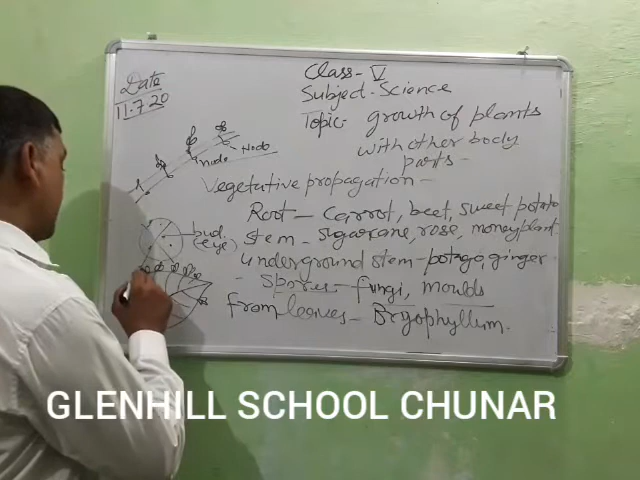 Date
11.7.20
Class - V
Subject - Science
Topic - growth of plants
with other body
parts -
Node
node
Vegetative propagation -
Root - Carrot, beet, sweet potato
bud
(eye)
stem - sugarcane, rose, moneyplant
underground stem - potato, ginger
- Spores - fungi, moulds
from leaves - Bryophyllum.
GLENHILL SCHOOL CHUNAR